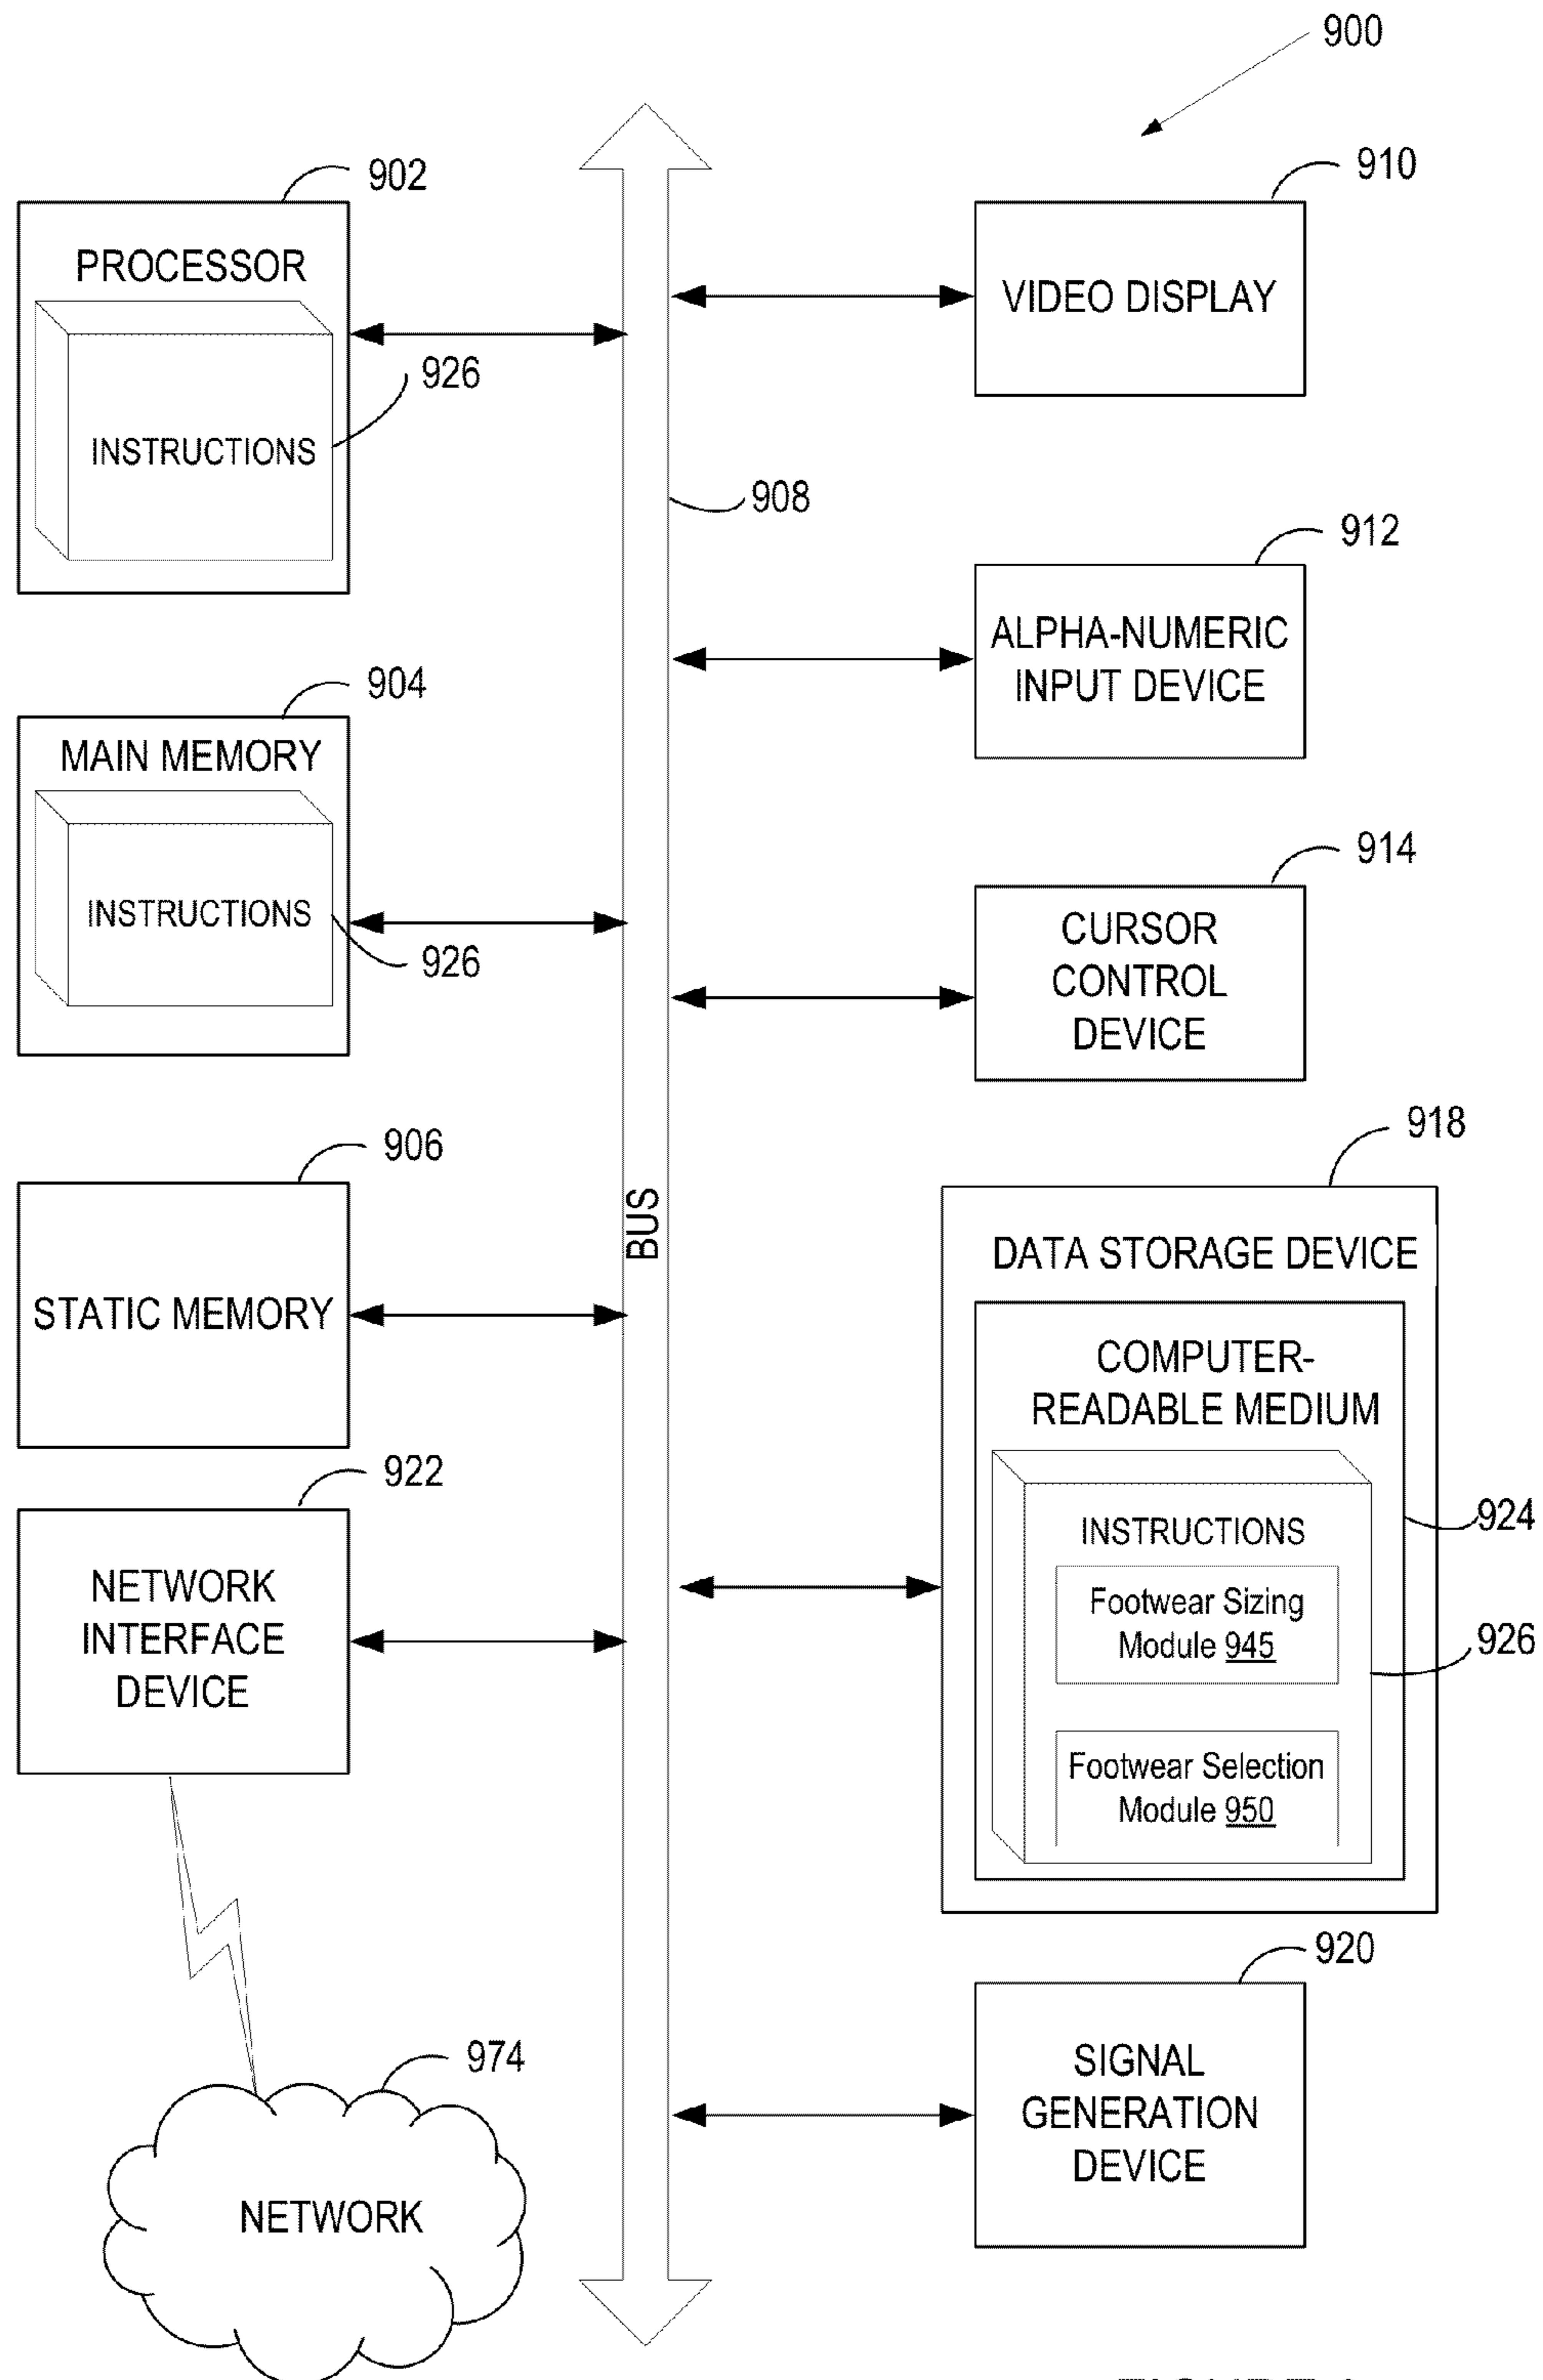 900
902
PROCESSOR
926
INSTRUCTIONS
904
MAIN MEMORY
INSTRUCTIONS
926
906
STATIC MEMORY
922
NETWORK
INTERFACE
DEVICE
974
NETWORK
908
BUS
910
VIDEO DISPLAY
912
ALPHA-NUMERIC
INPUT DEVICE
914
CURSOR
CONTROL
DEVICE
918
DATA STORAGE DEVICE
COMPUTER-
READABLE MEDIUM
924
INSTRUCTIONS
Footwear Sizing
Module 945
926
Footwear Selection
Module 950
920
SIGNAL
GENERATION
DEVICE